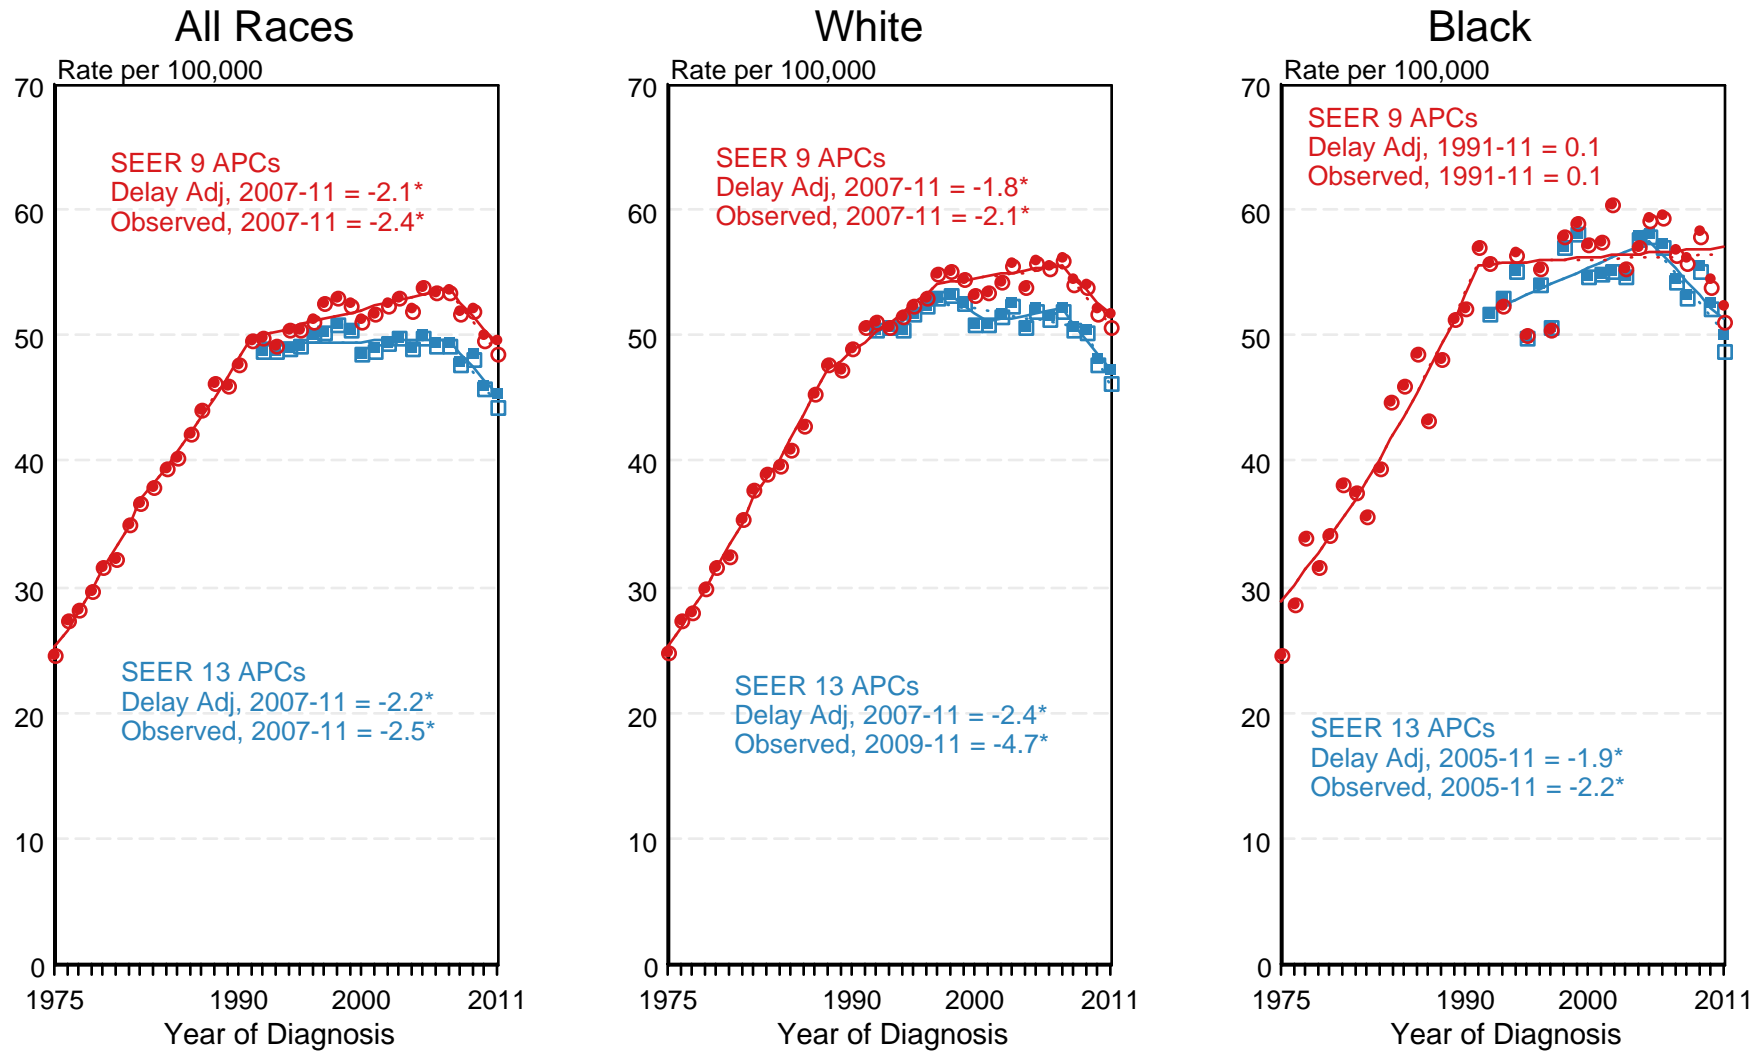 All Races
Rate per 100,000
70
60
50
40
30
20
10
0
SEER 9 APCs
Delay Adj, 2007-11 = -2.1*
Observed, 2007-11 = -2.4*
SEER 13 APCs
Delay Adj, 2007-11 = -2.2*
Observed, 2007-11 = -2.5*
1975 1990 2000 2011
Year of Diagnosis
White
Rate per 100,000
70
60
50
40
30
20
10
0
SEER 9 APCs
Delay Adj, 2007-11 = -1.8*
Observed, 2007-11 = -2.1*
SEER 13 APCs
Delay Adj, 2007-11 = -2.4*
Observed, 2009-11 = -4.7*
1975 1990 2000 2011
Year of Diagnosis
Black
Rate per 100,000
70
60
50
40
30
20
10
0
SEER 9 APCs
Delay Adj, 1991-11 = 0.1
Observed, 1991-11 = 0.1
SEER 13 APCs
Delay Adj, 2005-11 = -1.9*
Observed, 2005-11 = -2.2*
1975 1990 2000 2011
Year of Diagnosis